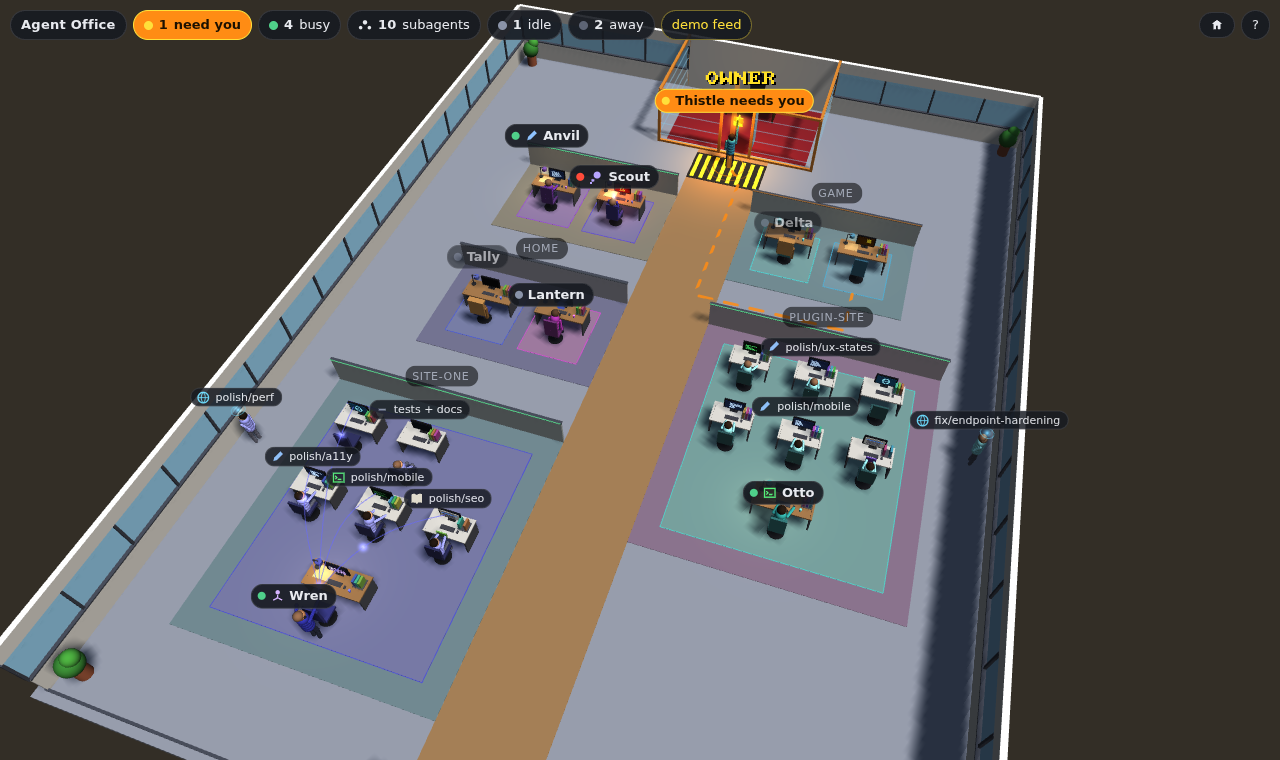 Agent Office
1 need you
4 busy
10 subagents
1 idle
2 away
demo feed
?
OWNER
Thistle needs you
Anvil
Scout
GAME
Delta
HOME
Tally
Lantern
PLUGIN-SITE
polish/ux-states
SITE-ONE
polish/perf
tests + docs
polish/mobile
fix/endpoint-hardening
polish/a11y
polish/mobile
polish/seo
Otto
Wren